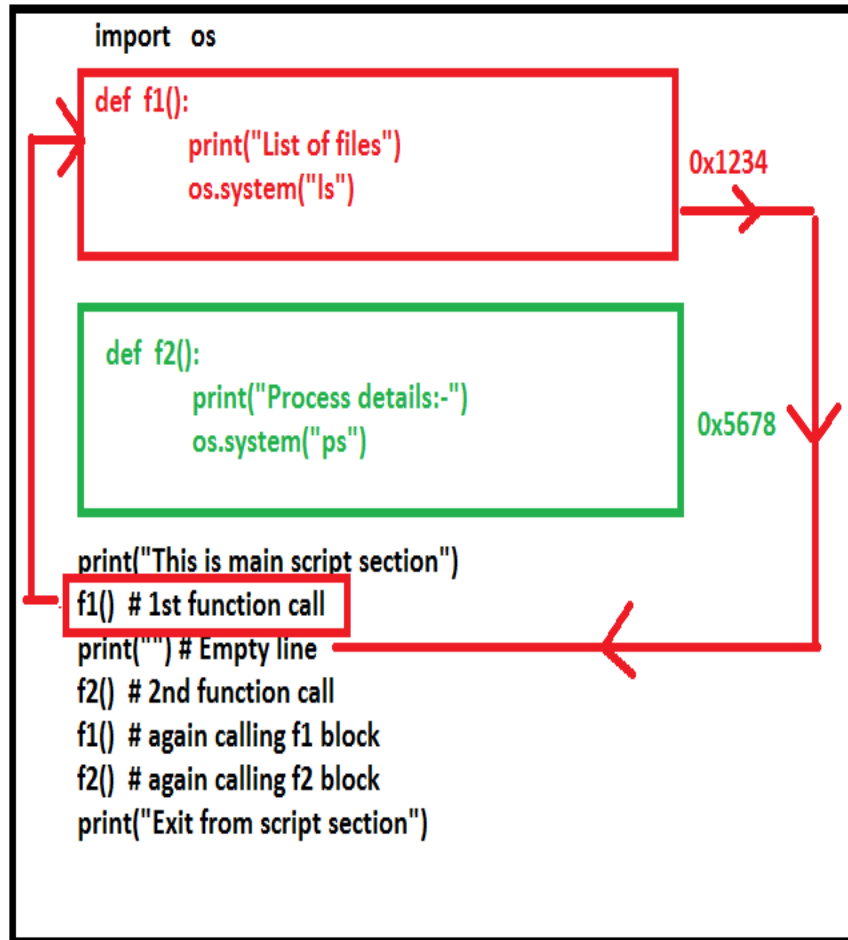 import os
def f1():
print("List of files")
os.system("ls")
0x1234
def f2():
print("Process details:-")
os.system("ps")
0x5678
print("This is main script section")
f1() # 1st function call
print("") # Empty line
f2() # 2nd function call
f1() # again calling f1 block
f2() # again calling f2 block
print("Exit from script section")